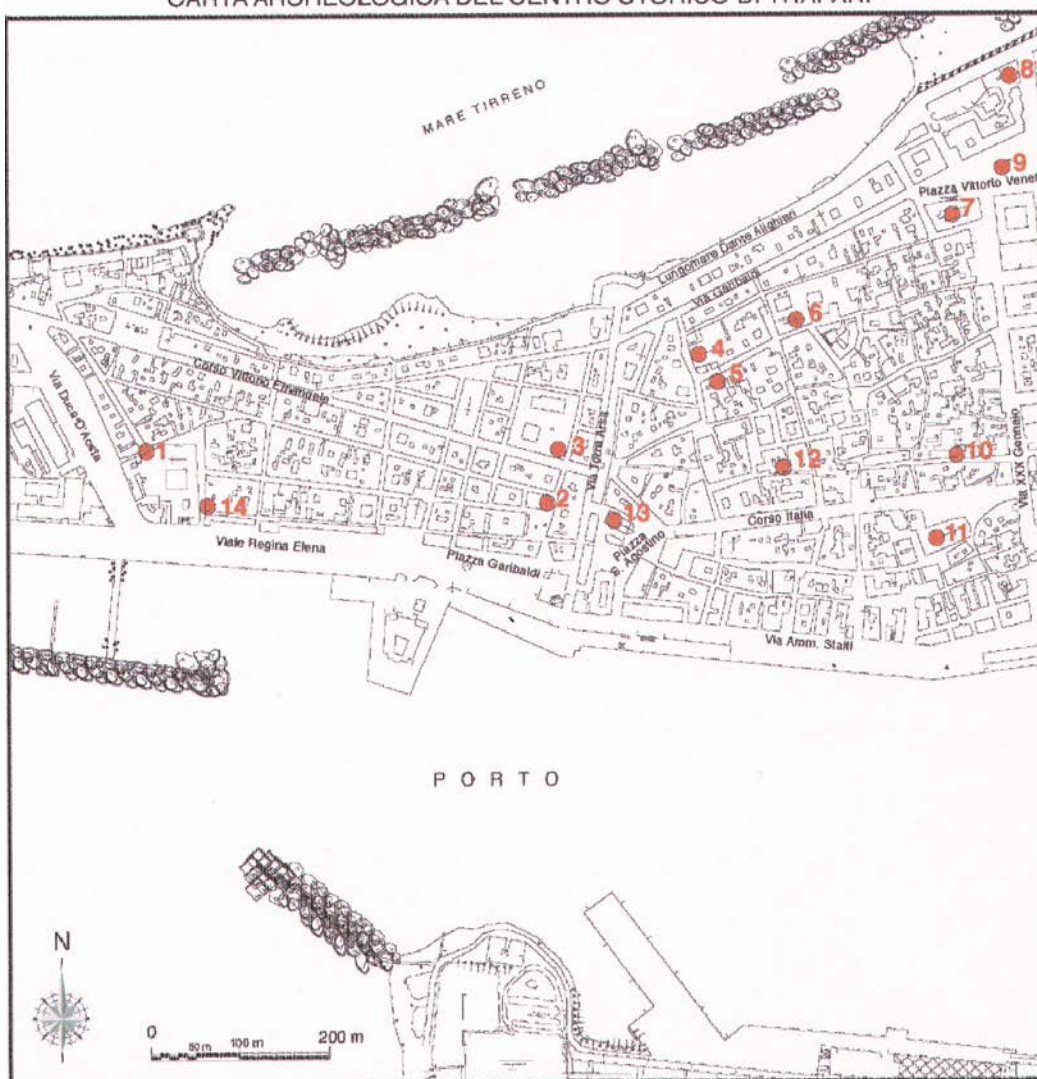 CARTA ARCHEOLOGICA DEL CENTRO STORICO DI TRAPANI
MARE TIRRENO
8
9
Piazza Vittorio Venet
7
Lungomare Dante Alighieri
Via Garibaldi
6
4
5
Corso Vittorio Emanuele
Via Duca D'Aosta
Via Torre Arsa
Via XXX Gennaio
1
3
10
12
2
14
13
Corso Italia
11
Viale Regina Elena
Piazza Garibaldi
Piazza
S. Agostino
Via Amm. Staiti
PORTO
N
0
50 m
100 m
200 m